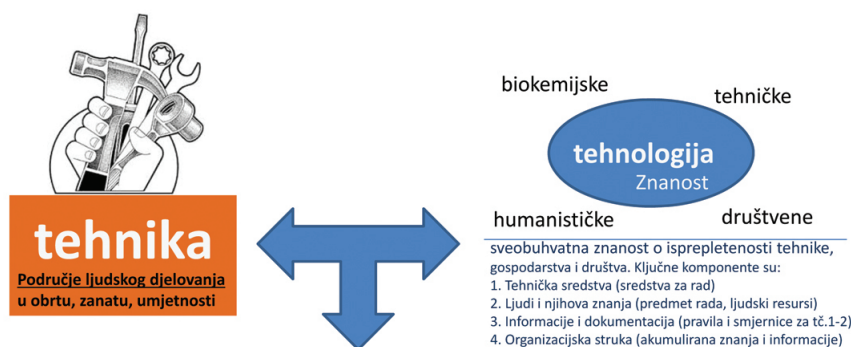 tehnika
Područje ljudskog djelovanja
u obrtu, zanatu, umjetnosti
biokemijske
tehničke
tehnologija
Znanost
humanističke
društvene
sveobuhvatna znanost o isprepletenosti tehnike,
gospodarstva i društva. Ključne komponente su:
1. Tehnička sredstva (sredstva za rad)
2. Ljudi i njihova znanja (predmet rada, ljudski resursi)
3. Informacije i dokumentacija (pravila i smjernice za tč.1-2)
4. Organizacijska struka (akumulirana znanja i informacije)